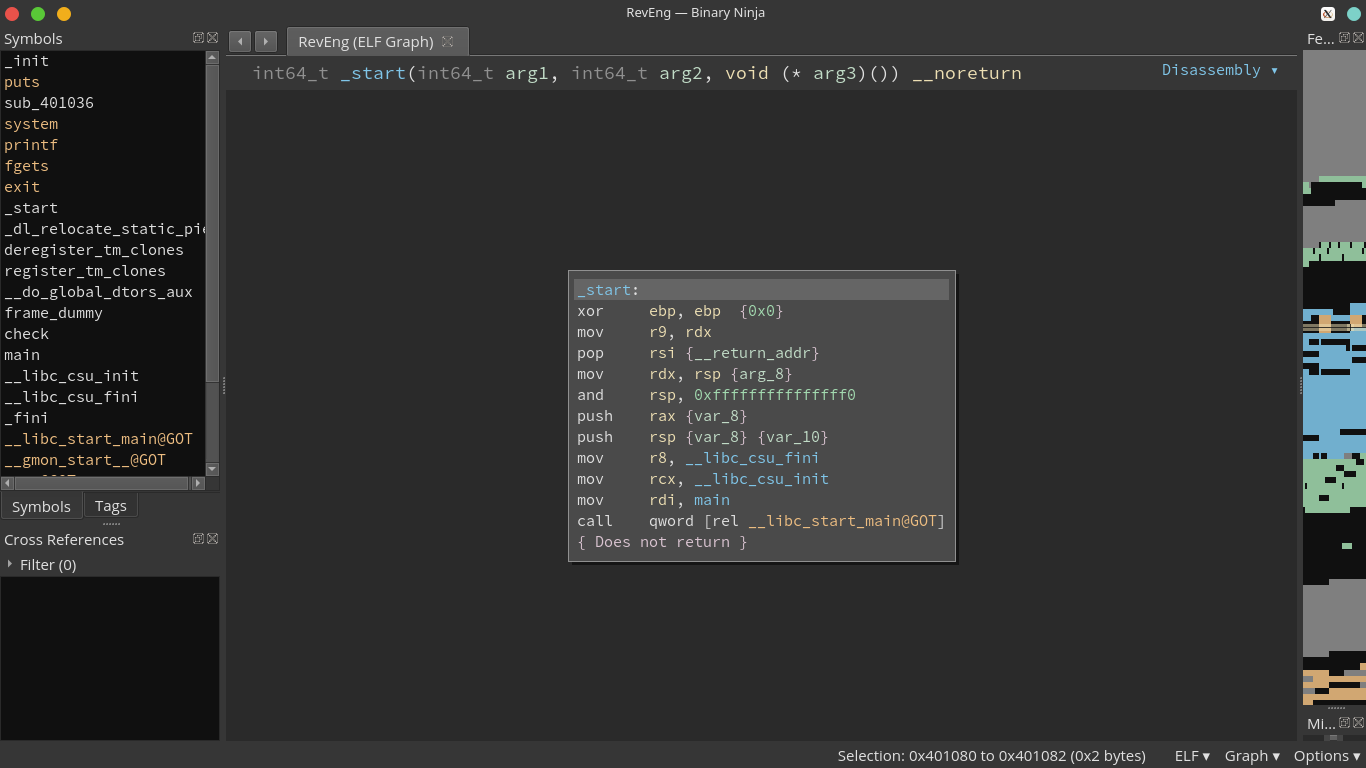 RevEng — Binary Ninja
Symbols
_init
puts
sub_401036
system
printf
fgets
exit
_start
_dl_relocate_static_pie
deregister_tm_clones
register_tm_clones
__do_global_dtors_aux
frame_dummy
check
main
__libc_csu_init
__libc_csu_fini
_fini
__libc_start_main@GOT
__gmon_start__@GOT
Symbols Tags
Cross References
Filter (0)
RevEng (ELF Graph)
int64_t _start(int64_t arg1, int64_t arg2, void (* arg3)()) __noreturn
Disassembly ▾
_start:
xor ebp, ebp {0x0}
mov r9, rdx
pop rsi {__return_addr}
mov rdx, rsp {arg_8}
and rsp, 0xfffffffffffffff0
push rax {var_8}
push rsp {var_8} {var_10}
mov r8, __libc_csu_fini
mov rcx, __libc_csu_init
mov rdi, main
call qword [rel __libc_start_main@GOT]
{ Does not return }
Fe...
Mi...
Selection: 0x401080 to 0x401082 (0x2 bytes) ELF ▾ Graph ▾ Options ▾